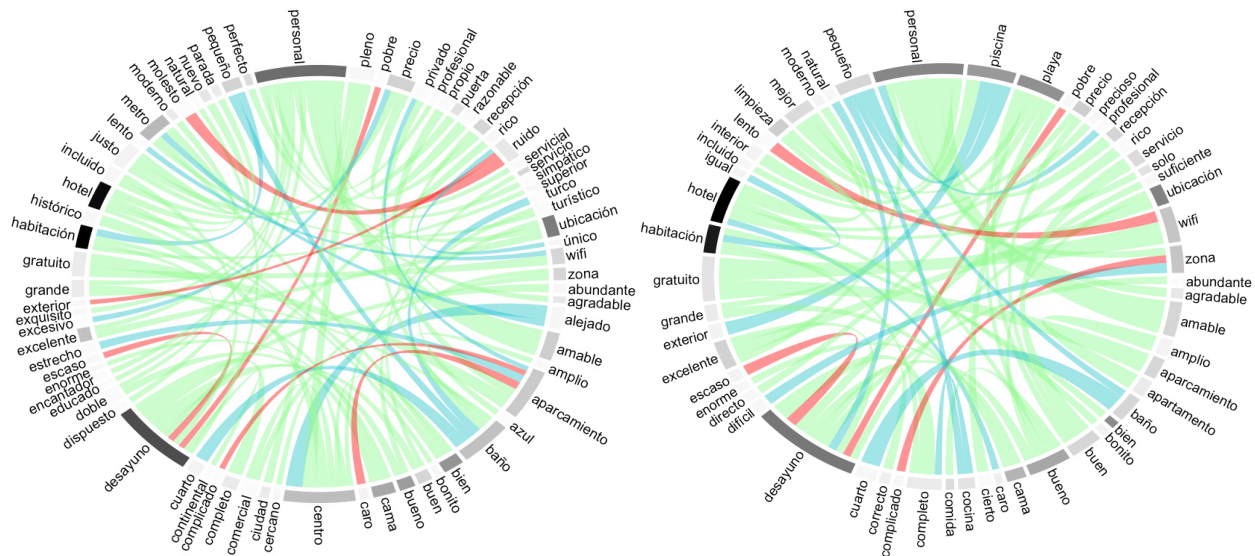 personal
pleno
pobre
precio
privado
profesional
propio
puerta
razonable
recepción
rico
ruido
servicial
servicio
simpático
superior
turco
turístico
ubicación
único
wifi
zona
abundante
agradable
alejado
amable
amplio
aparcamiento
azul
baño
bien
bonito
buen
bueno
cama
caro
centro
cercano
ciudad
comercial
completo
complicado
continental
cuarto
desayuno
dispuesto
doble
educado
encantador
enorme
escaso
estrecho
excelente
excesivo
exquisito
exterior
grande
gratuito
habitación
histórico
hotel
incluido
justo
lento
metro
moderno
molesto
natural
nuevo
parada
pequeño
perfecto
personal
piscina
playa
pobre
precio
precioso
profesional
recepción
rico
servicio
solo
suficiente
ubicación
wifi
zona
abundante
agradable
amable
amplio
aparcamiento
apartamento
baño
bien
bonito
buen
bueno
cama
caro
cierto
cocina
comida
completo
complicado
correcto
cuarto
desayuno
difícil
directo
enorme
escaso
excelente
exterior
grande
gratuito
habitación
hotel
igual
incluido
interior
lento
limpieza
mejor
moderno
natural
pequeño